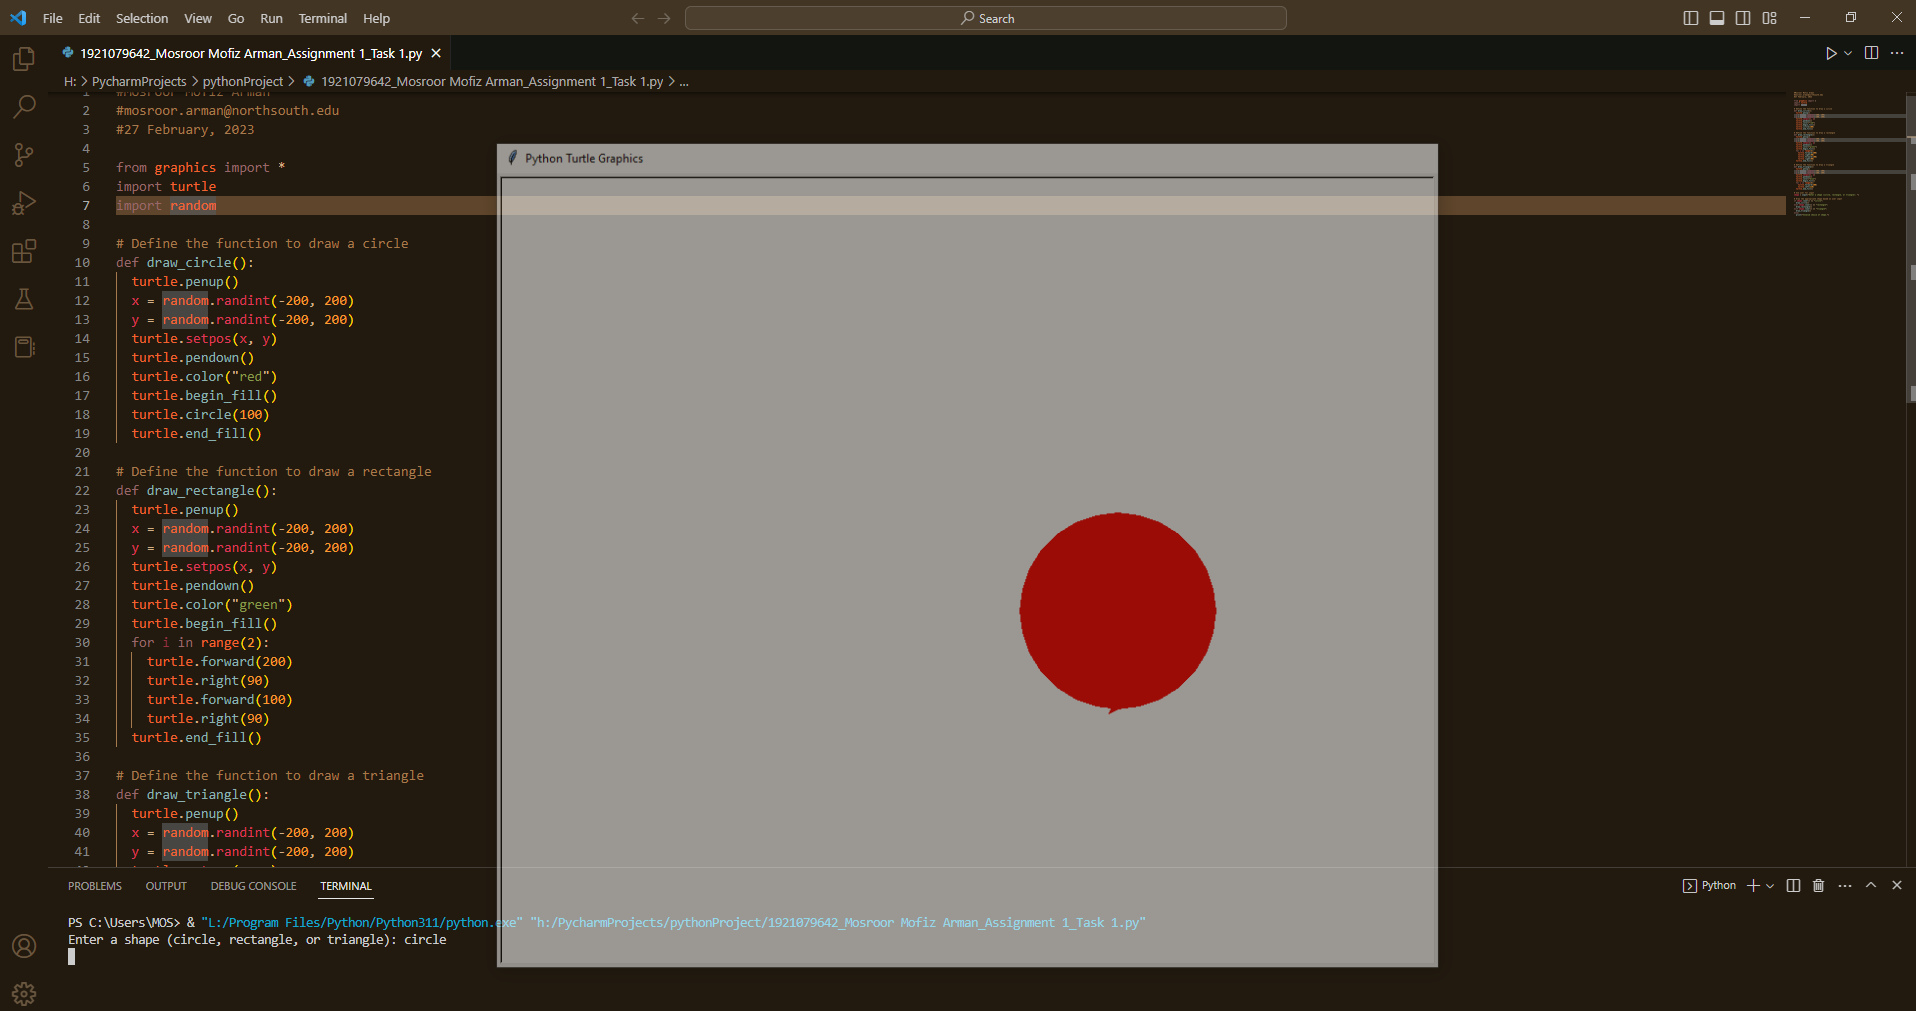 File Edit Selection View Go Run Terminal Help
Search
1921079642_Mosroor Mofiz Arman_Assignment 1_Task 1.py
H: > PycharmProjects > pythonProject > 1921079642_Mosroor Mofiz Arman_Assignment 1_Task 1.py > ...
1 #Mosroor Mofiz Arman
2 #mosroor.arman@northsouth.edu
3 #27 February, 2023
4
5 from graphics import *
6 import turtle
7 import random
8
9 # Define the function to draw a circle
10 def draw_circle():
11 turtle.penup()
12 x = random.randint(-200, 200)
13 y = random.randint(-200, 200)
14 turtle.setpos(x, y)
15 turtle.pendown()
16 turtle.color("red")
17 turtle.begin_fill()
18 turtle.circle(100)
19 turtle.end_fill()
20
21 # Define the function to draw a rectangle
22 def draw_rectangle():
23 turtle.penup()
24 x = random.randint(-200, 200)
25 y = random.randint(-200, 200)
26 turtle.setpos(x, y)
27 turtle.pendown()
28 turtle.color("green")
29 turtle.begin_fill()
30 for i in range(2):
31 turtle.forward(200)
32 turtle.right(90)
33 turtle.forward(100)
34 turtle.right(90)
35 turtle.end_fill()
36
37 # Define the function to draw a triangle
38 def draw_triangle():
39 turtle.penup()
40 x = random.randint(-200, 200)
41 y = random.randint(-200, 200)
Python Turtle Graphics
PROBLEMS OUTPUT DEBUG CONSOLE TERMINAL
Python
PS C:\Users\MOS> & "L:/Program Files/Python/Python311/python.exe" "h:/PycharmProjects/pythonProject/1921079642_Mosroor Mofiz Arman_Assignment 1_Task 1.py"
Enter a shape (circle, rectangle, or triangle): circle